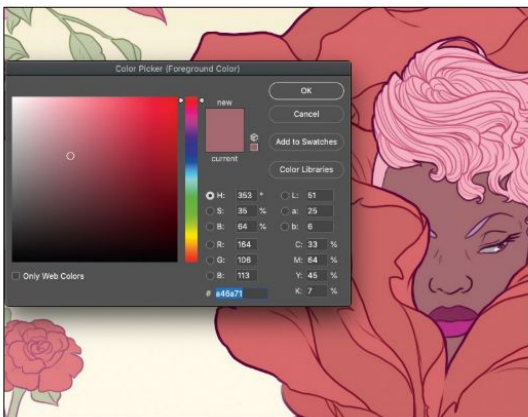 Color Picker (Foreground Color)
new
current
OK
Cancel
Add to Swatches
Color Libraries
H: 353 °
S: 35 %
B: 64 %
R: 164
G: 106
B: 113
# a46a71
L: 51
a: 25
b: 6
C: 33 %
M: 64 %
Y: 45 %
K: 7 %
Only Web Colors